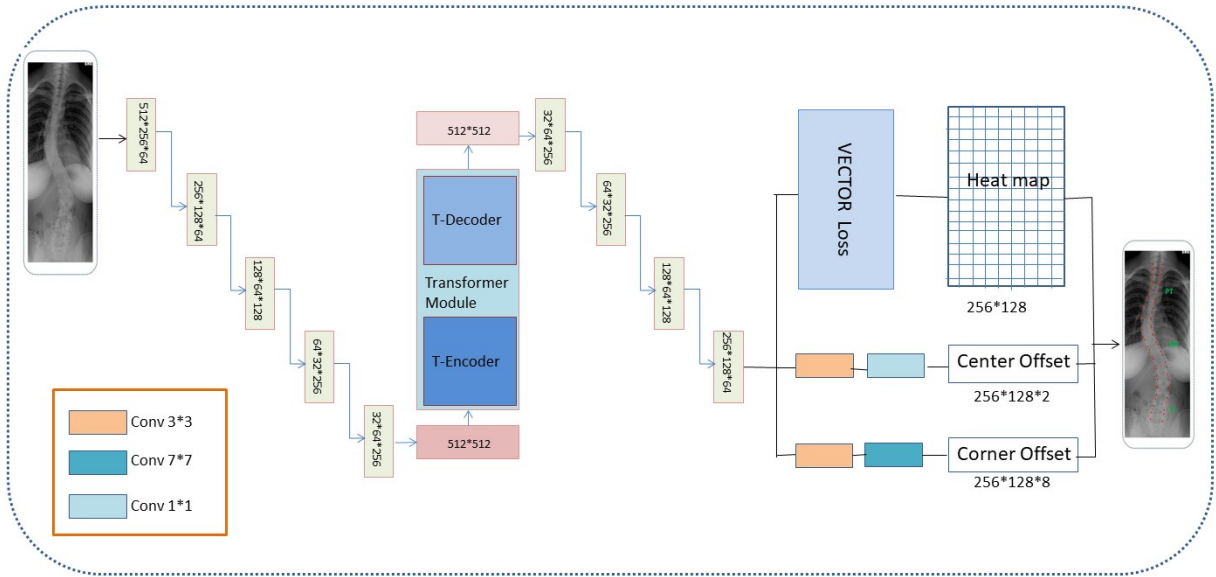 512*256*64
256*128*64
128*64*128
64*32*256
32*64*256
512*512
T-Decoder
Transformer
Module
T-Encoder
512*512
32*64*256
64*32*256
128*64*128
256*128*64
VECTOR Loss
Heat map
256*128
Center Offset
256*128*2
Corner Offset
256*128*8
PT
Conv 3*3
Conv 7*7
Conv 1*1